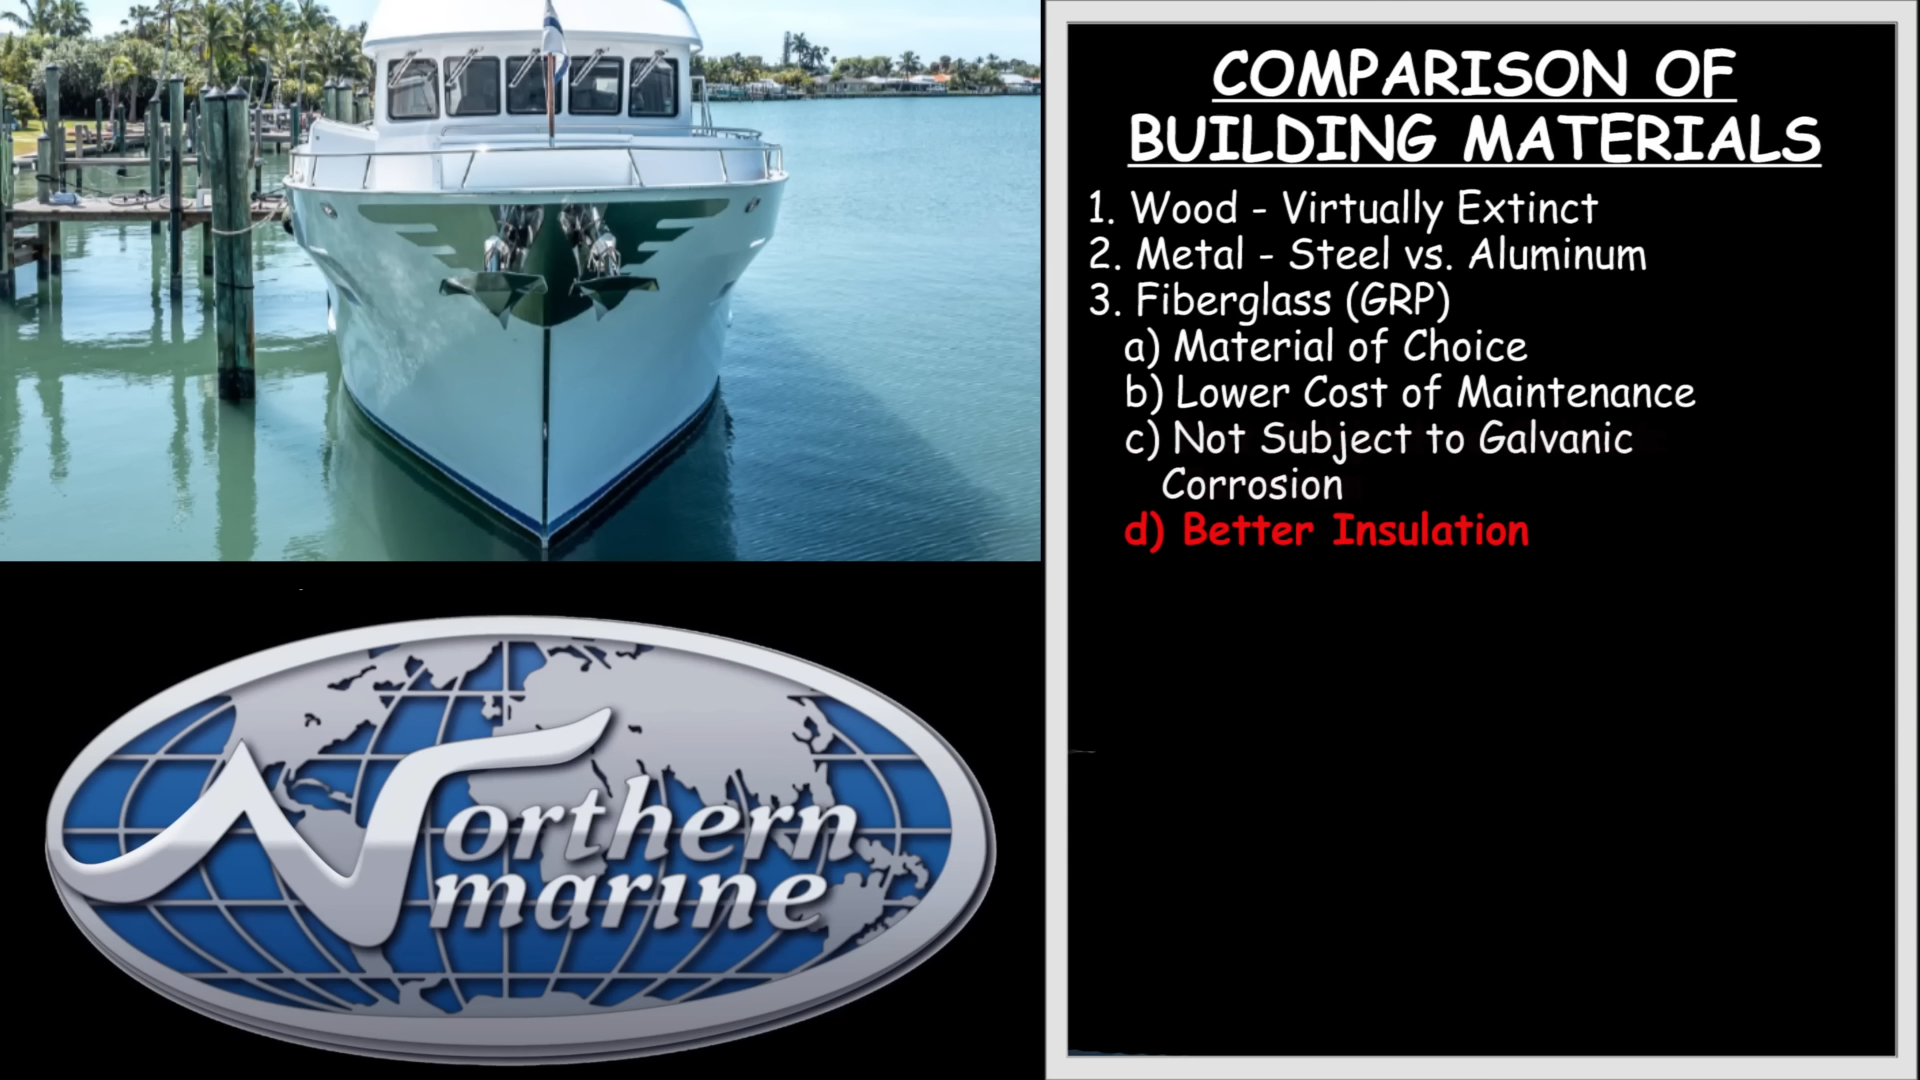 COMPARISON OF
BUILDING MATERIALS
1. Wood - Virtually Extinct
2. Metal - Steel vs. Aluminum
3. Fiberglass (GRP)
a) Material of Choice
b) Lower Cost of Maintenance
c) Not Subject to Galvanic
Corrosion
d) Better Insulation
Northern
marine